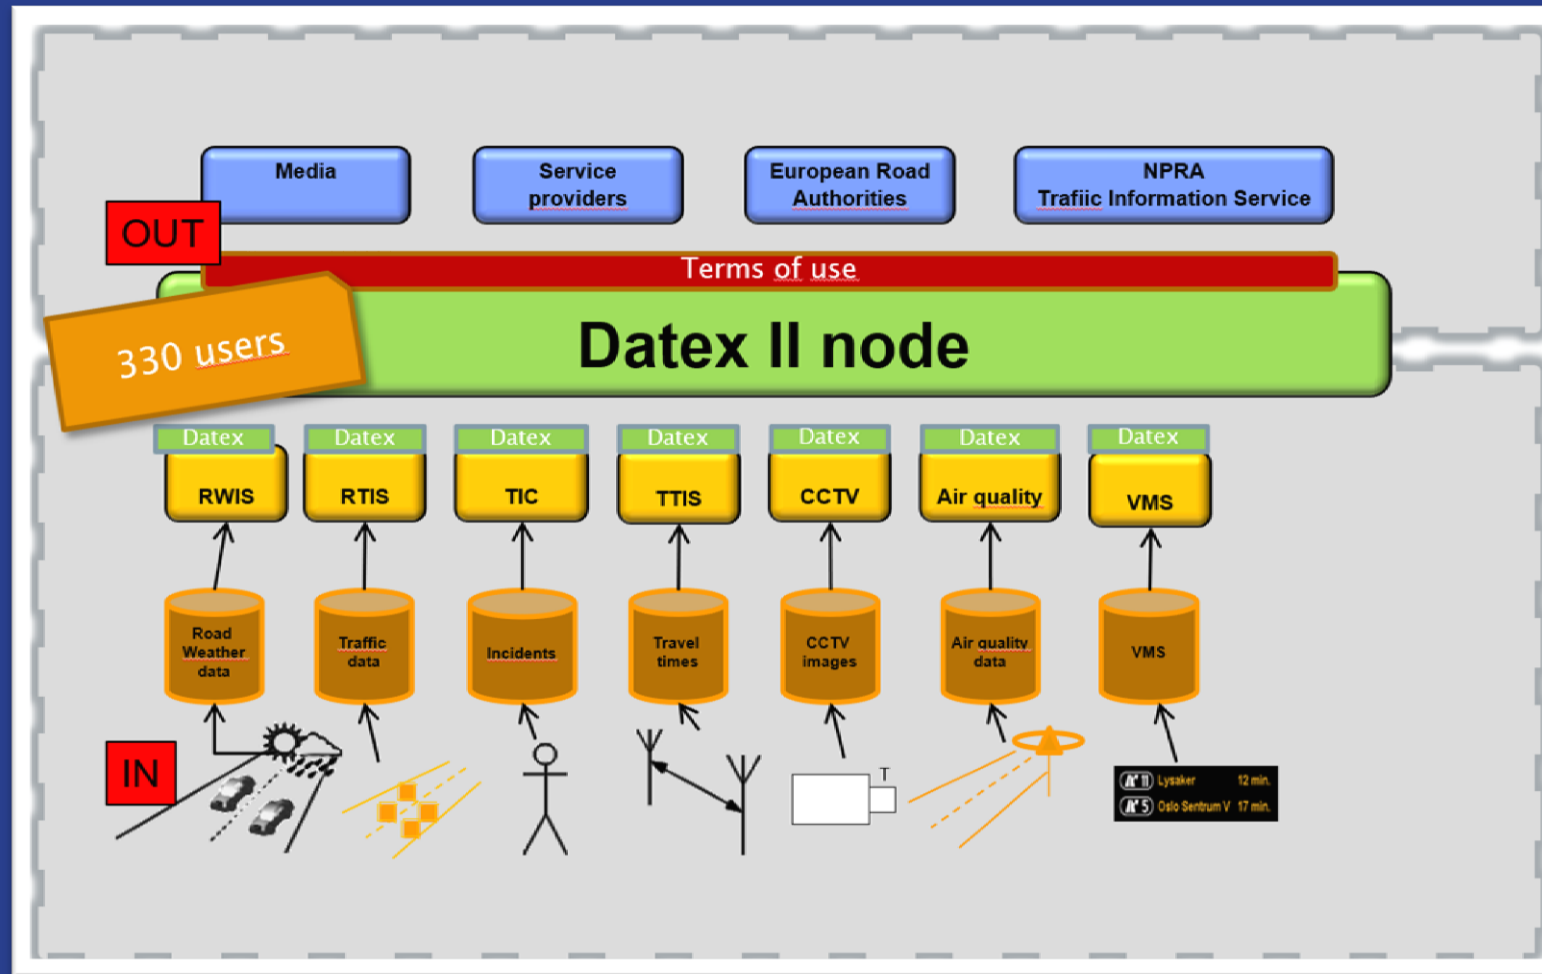 Media
Service
providers
European Road
Authorities
NPRA
Trafiic Information Service
OUT
Terms of use
330 users
Datex II node
Datex
Datex
Datex
Datex
Datex
Datex
Datex
RWIS
RTIS
TIC
TTIS
CCTV
Air quality
VMS
Road
Weather
data
Traffic
data
Incidents
Travel
times
CCTV
images
Air quality
data
VMS
IN
T
11 Lysaker 12 min.
5 Oslo Sentrum V 17 min.